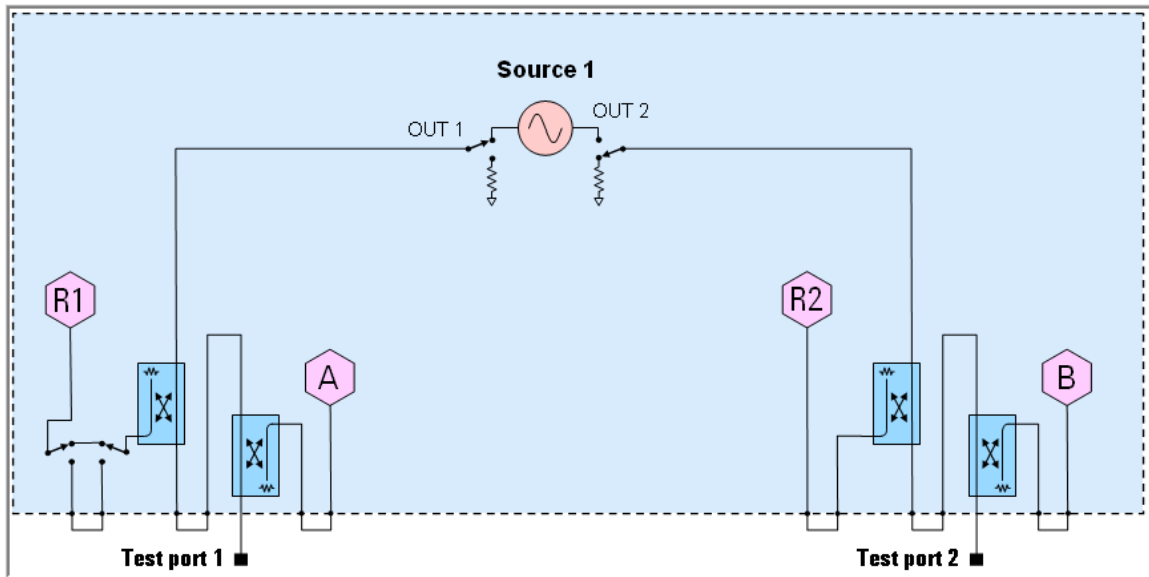 Source 1
OUT 1
OUT 2
R1
R2
A
B
Test port 1
Test port 2